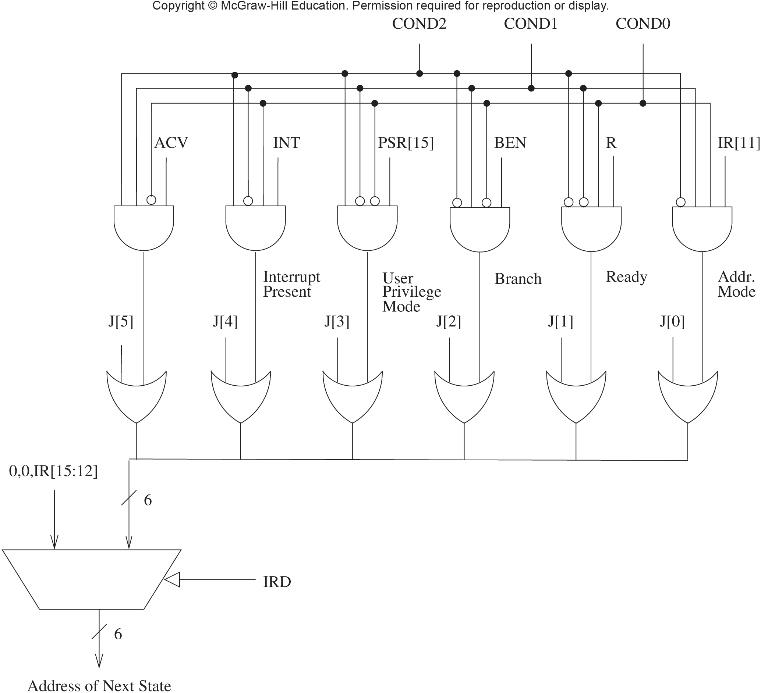 Copyright © McGraw-Hill Education. Permission required for reproduction or display.
COND2 COND1 COND0
ACV INT PSR[15] BEN R IR[11]
Interrupt
Present
User
Privilege
Mode
Branch
Ready
Addr.
Mode
J[5] J[4] J[3] J[2] J[1] J[0]
0,0,IR[15:12]
6
IRD
6
Address of Next State